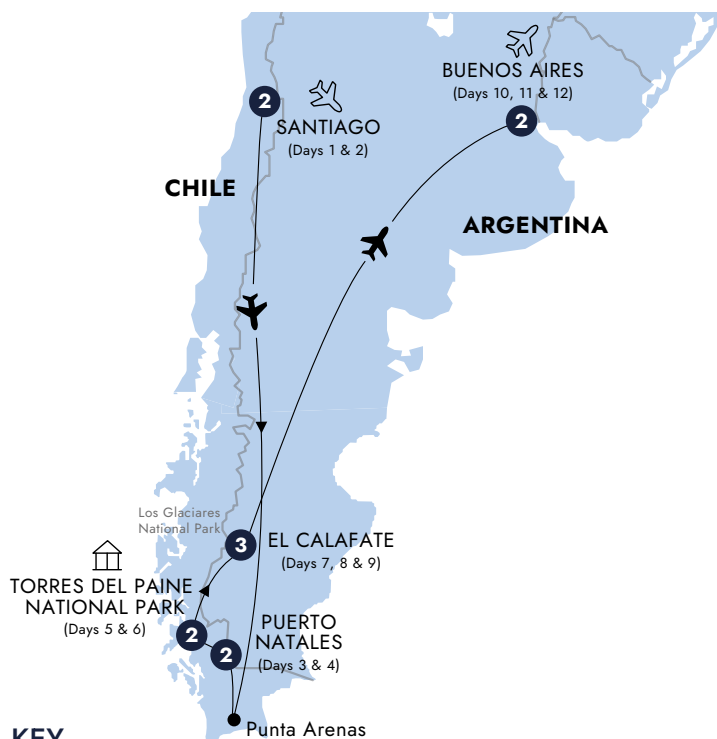 BUENOS AIRES
(Days 10, 11 & 12)
2
2
SANTIAGO
(Days 1 & 2)
CHILE
ARGENTINA
Los Glaciares
National Park
3
EL CALAFATE
(Days 7, 8 & 9)
TORRES DEL PAINE
NATIONAL PARK
(Days 5 & 6)
2
2
PUERTO
NATALES
(Days 3 & 4)
Punta Arenas
KEY